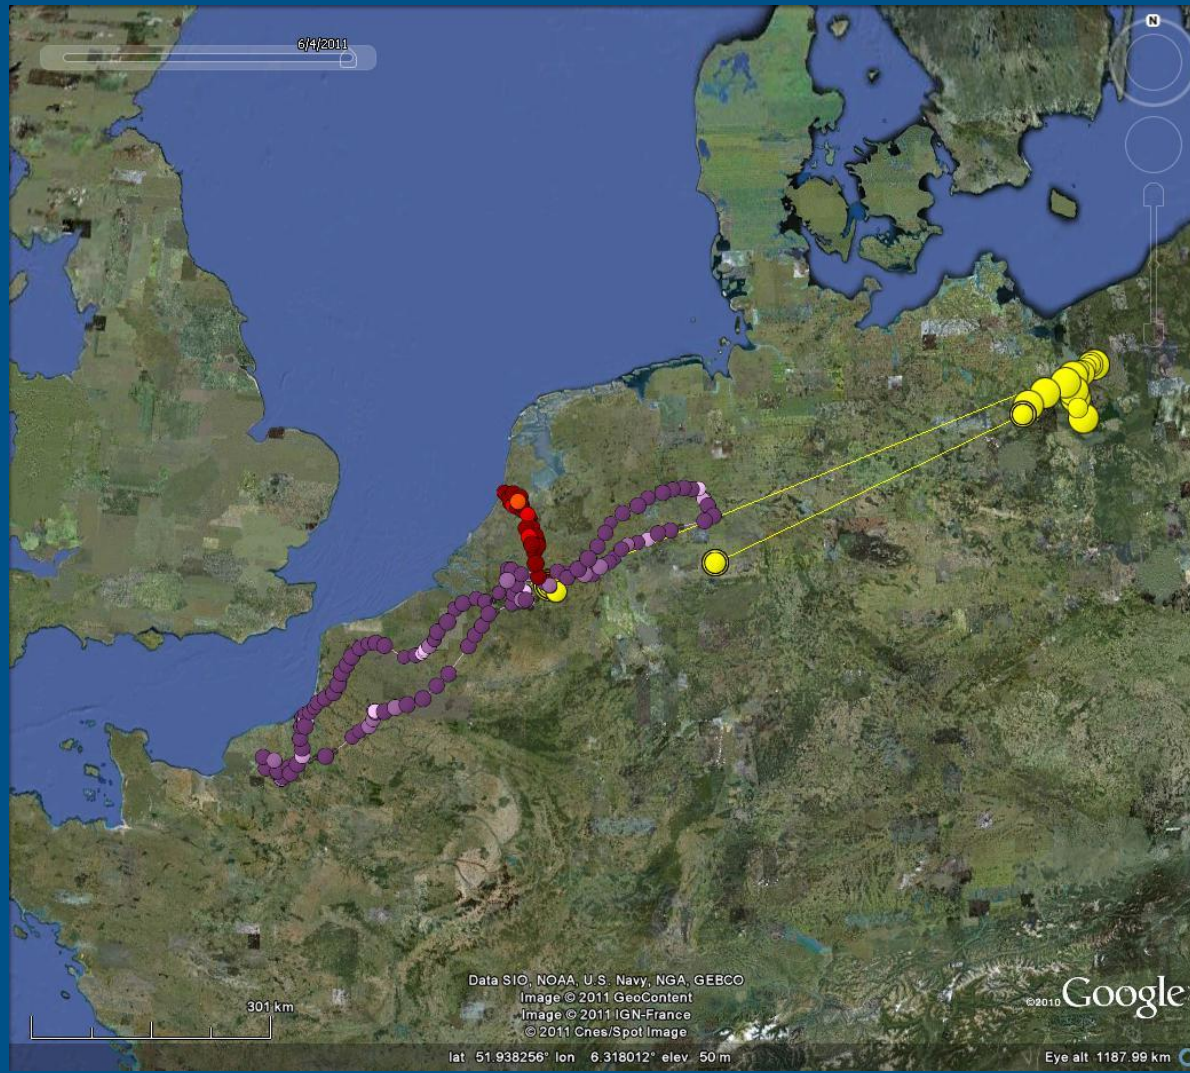 N
6/4/2011
301 km
Data SIO, NOAA, U.S. Navy, NGA, GEBCO
Image © 2011 GeoContent
Image © 2011 IGN-France
© 2011 Cnes/Spot Image
©2010 Google
lat 51.938256° lon 6.318012° elev 50 m
Eye alt 1187.99 km